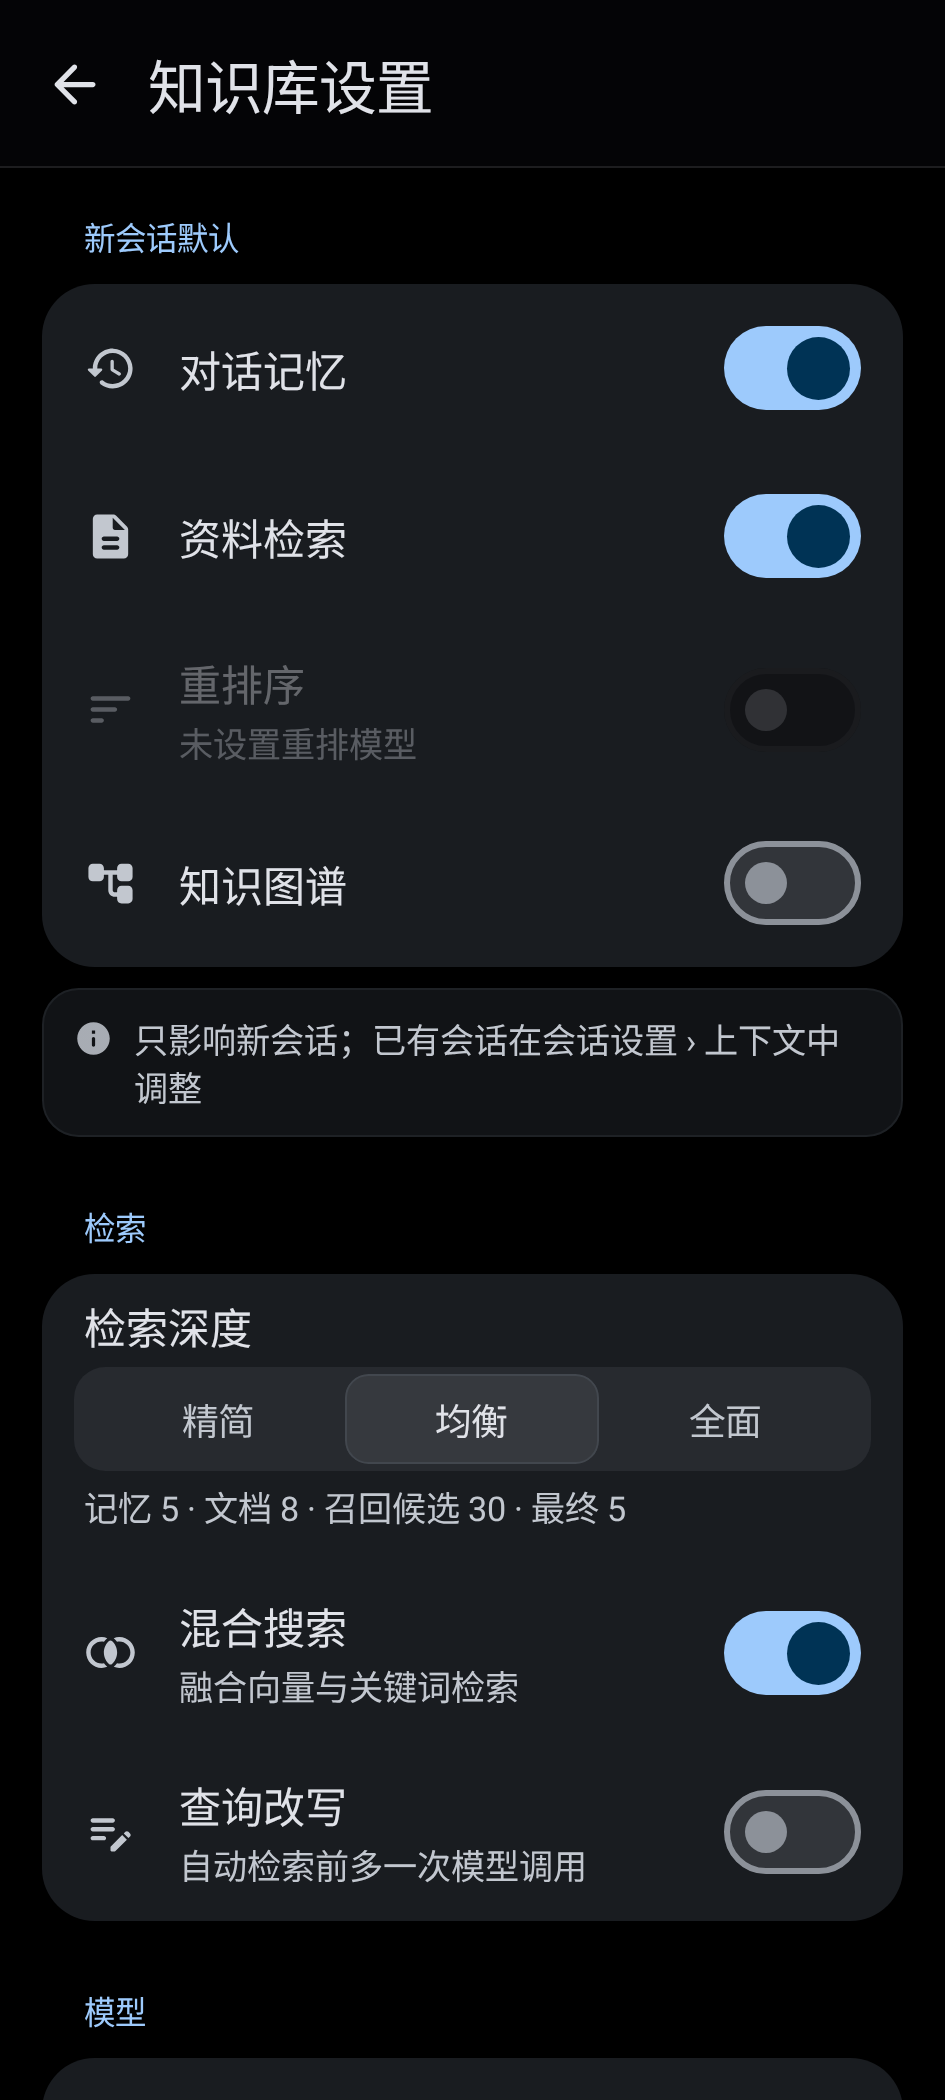 知识库设置
新会话默认
对话记忆
资料检索
重排序
未设置重排模型
知识图谱
只影响新会话；已有会话在会话设置 › 上下文中
调整
检索
检索深度
精简
均衡
全面
记忆 5 · 文档 8 · 召回候选 30 · 最终 5
混合搜索
融合向量与关键词检索
查询改写
自动检索前多一次模型调用
模型